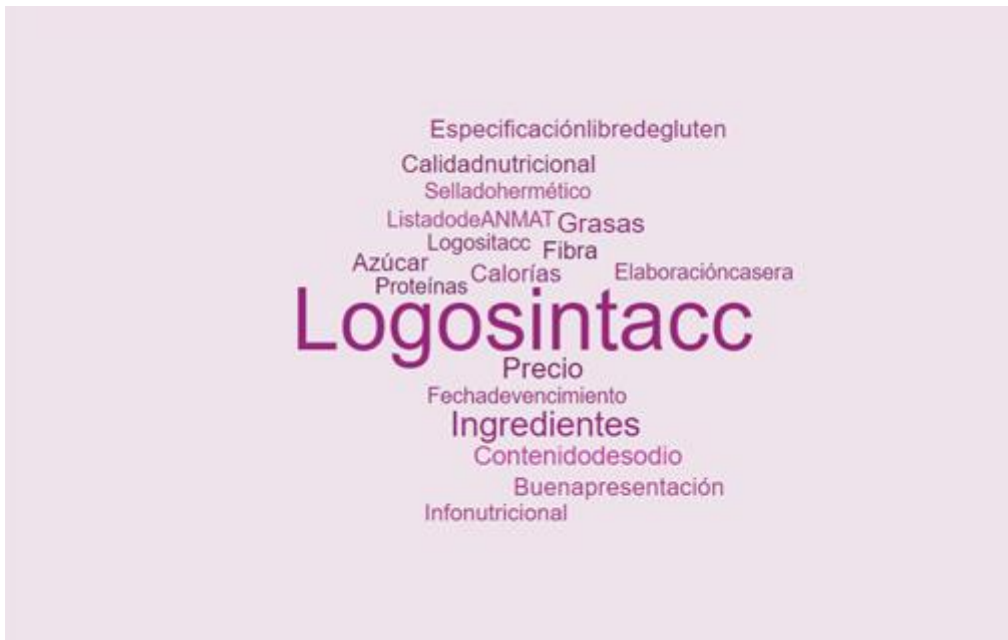 Especificaciónlibredegluten
Calidadnutricional
Selladohermético
ListadodeANMAT Grasas
Logositacc Fibra
Azúcar Calorías Elaboracióncasera
Proteínas
Logosintacc
Precio
Fechadevencimiento
Ingredientes
Contenidodesodio
Buenapresentación
Infonutricional